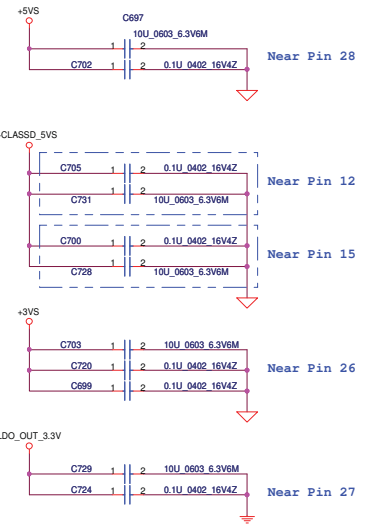 +5VS
C697
10U_0603_6.3V6M
1 2
Near Pin 28
C702 1 2 0.1U_0402_16V4Z
-CLASSD_5VS
C705 1 2 0.1U_0402_16V4Z
Near Pin 12
C731 1 2 10U_0603_6.3V6M
C700 1 2 0.1U_0402_16V4Z
Near Pin 15
C728 1 2 10U_0603_6.3V6M
+3VS
C703 1 2 10U_0603_6.3V6M
C720 1 2 0.1U_0402_16V4Z
Near Pin 26
C699 1 2 0.1U_0402_16V4Z
LDO_OUT_3.3V
C729 1 2 10U_0603_6.3V6M
C724 1 2 0.1U_0402_16V4Z
Near Pin 27